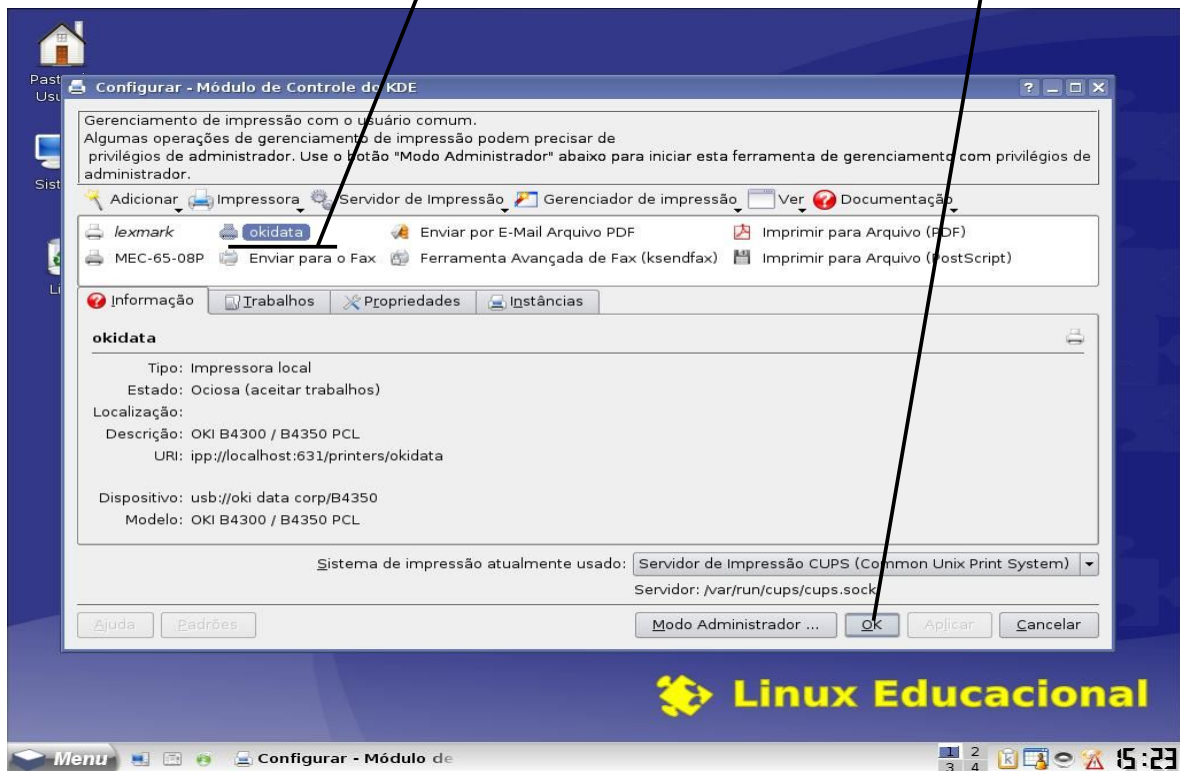 Configurar - Módulo de Controle do KDE
Gerenciamento de impressão com o usuário comum.
Algumas operações de gerenciamento de impressão podem precisar de
privilégios de administrador. Use o botão "Modo Administrador" abaixo para iniciar esta ferramenta de gerenciamento com privilégios de
administrador.
Adicionar Impressora Servidor de Impressão Gerenciador de impressão Ver Documentação
lexmark okidata Enviar por E-Mail Arquivo PDF Imprimir para Arquivo (PDF)
MEC-65-08P Enviar para o Fax Ferramenta Avançada de Fax (ksendfax) Imprimir para Arquivo (PostScript)
Informação Trabalhos Propriedades Instâncias
okidata
Tipo: Impressora local
Estado: Ociosa (aceitar trabalhos)
Localização:
Descrição: OKI B4300 / B4350 PCL
URI: ipp://localhost:631/printers/okidata
Dispositivo: usb://oki data corp/B4350
Modelo: OKI B4300 / B4350 PCL
Sistema de impressão atualmente usado: Servidor de Impressão CUPS (Common Unix Print System)
Servidor: /var/run/cups/cups.sock
Ajuda Padrões Modo Administrador ... OK Aplicar Cancelar
Linux Educacional
Menu Configurar - Módulo de 1 2 3 4 15:23